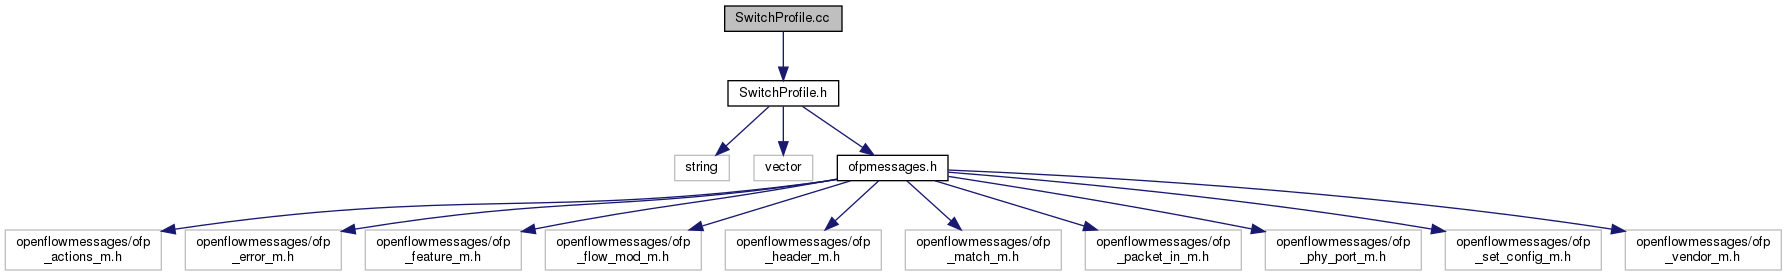 SwitchProfile.cc
SwitchProfile.h
string
vector
ofpmessages.h
openflowmessages/ofp
_actions_m.h
openflowmessages/ofp
_error_m.h
openflowmessages/ofp
_feature_m.h
openflowmessages/ofp
_flow_mod_m.h
openflowmessages/ofp
_header_m.h
openflowmessages/ofp
_match_m.h
openflowmessages/ofp
_packet_in_m.h
openflowmessages/ofp
_phy_port_m.h
openflowmessages/ofp
_set_config_m.h
openflowmessages/ofp
_vendor_m.h